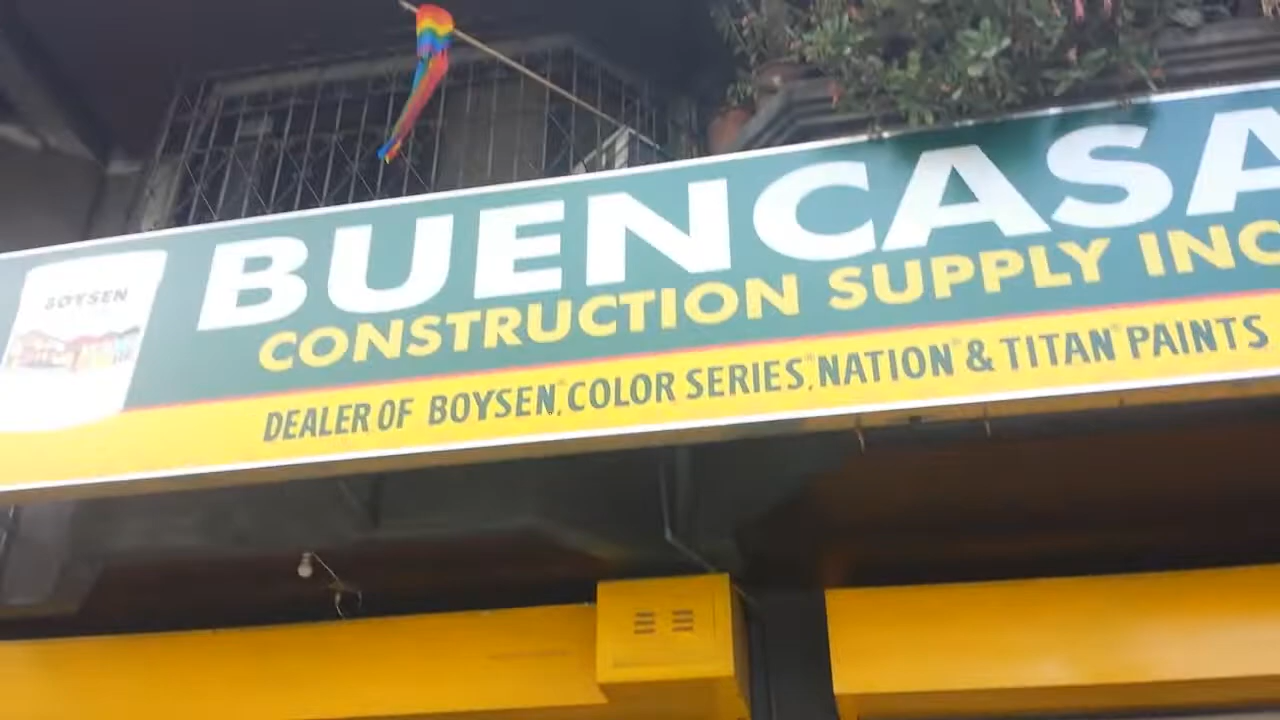 BOYSEN
BUENCASA
CONSTRUCTION SUPPLY INC
DEALER OF BOYSEN®, COLOR SERIES®, NATION® & TITAN® PAINTS